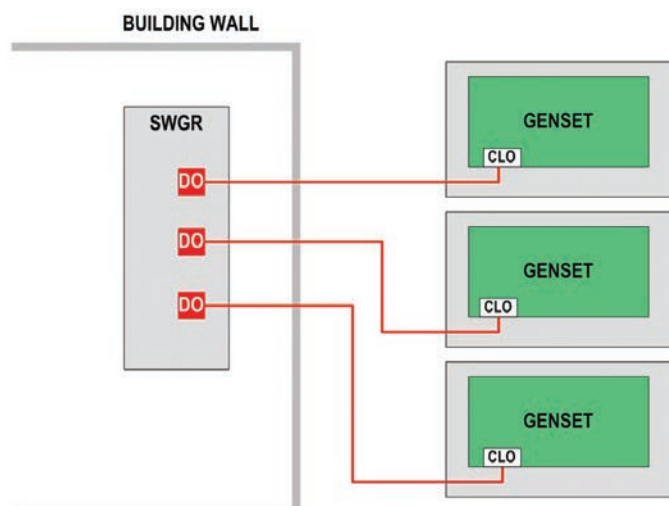 BUILDING WALL
SWGR
DO
DO
DO
GENSET
CLO
GENSET
CLO
GENSET
CLO